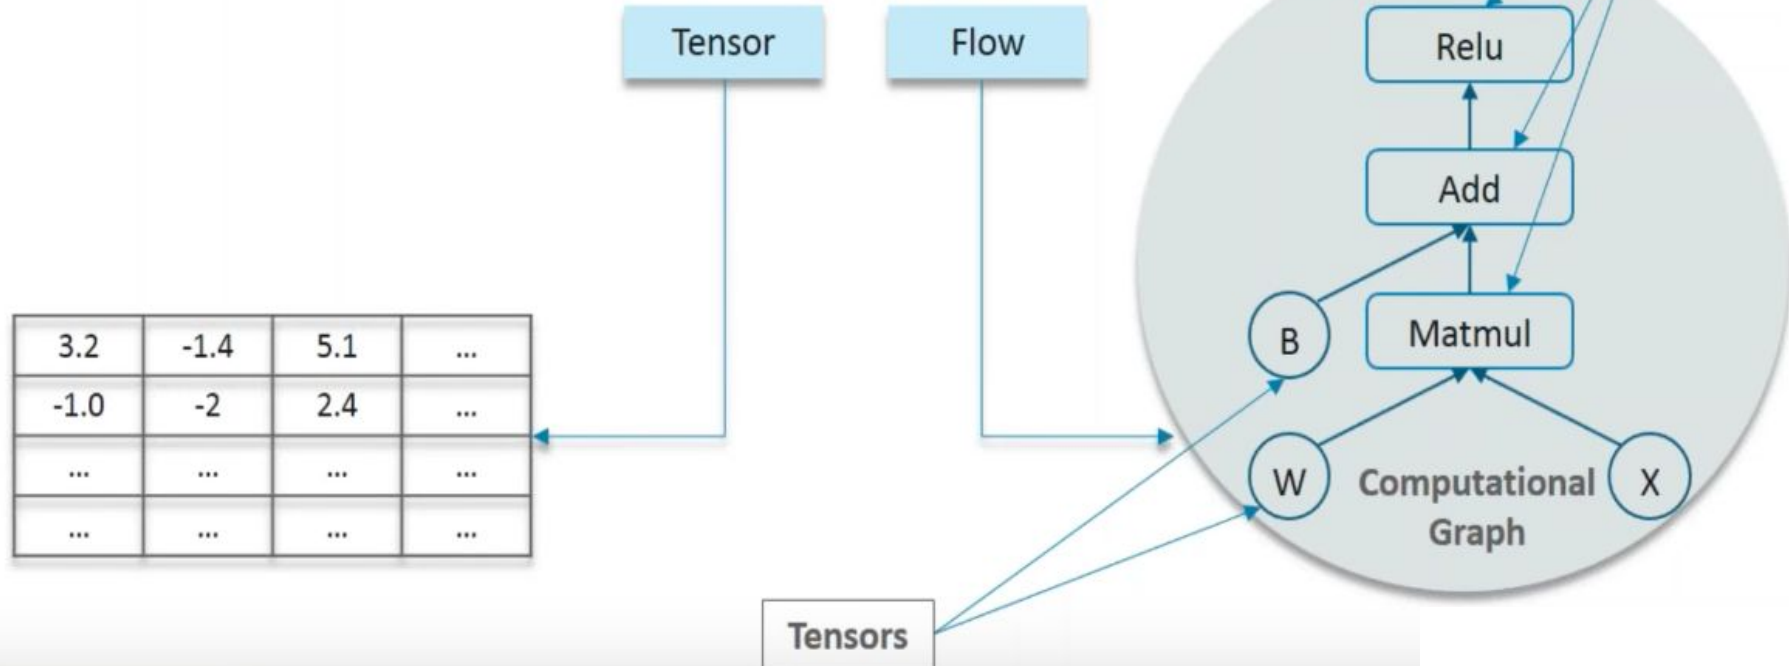 Tensor
Flow
Relu
Add
B
Matmul
3.2 -1.4 5.1 ...
-1.0 -2 2.4 ...
... ... ... ...
... ... ... ...
W
Computational
Graph
X
Tensors